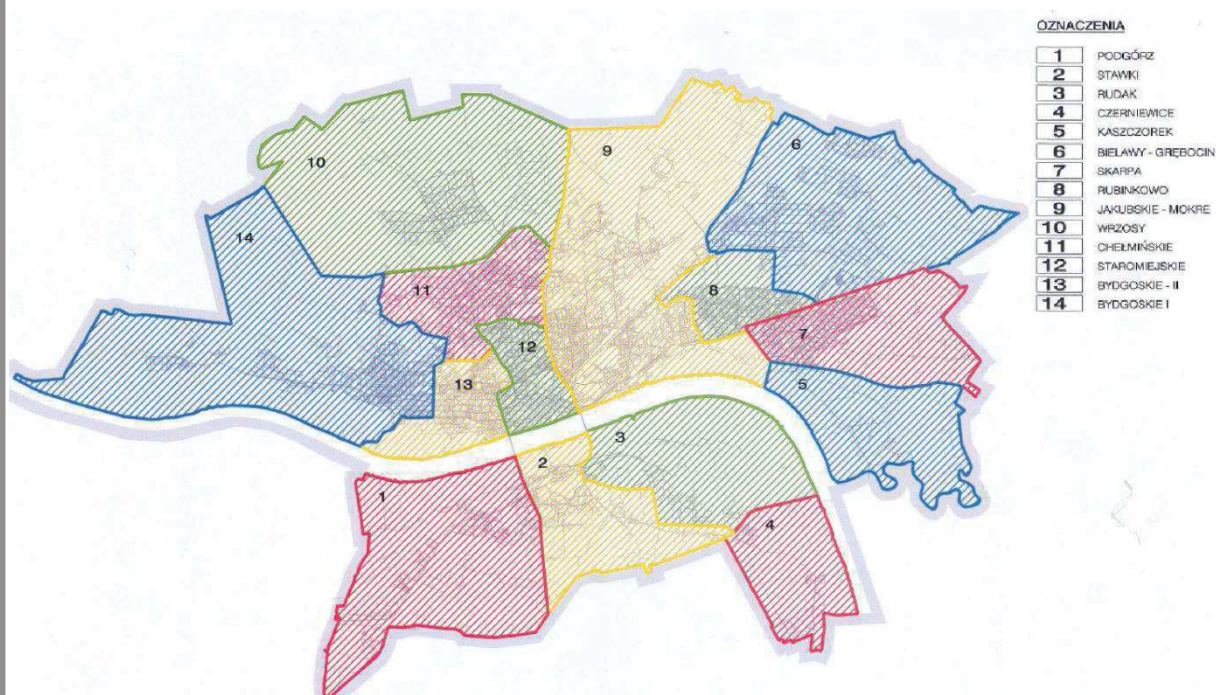 OZNACZENIA
1 PODGÓRZ
2 STAWKI
3 RUDAK
4 CZERNIEWICE
5 KASZCZOREK
6 BIELAWY - GRĘBOCIN
7 SKARPA
8 RUBINKOWO
9 JAKUBSKIE - MOKRE
10 WRZOSY
11 CHEŁMIŃSKIE
12 STAROMIEJSKIE
13 BYDGOSKIE - II
14 BYDGOSKIE I
9
6
10
14
11
8
12
7
13
5
3
2
1
4